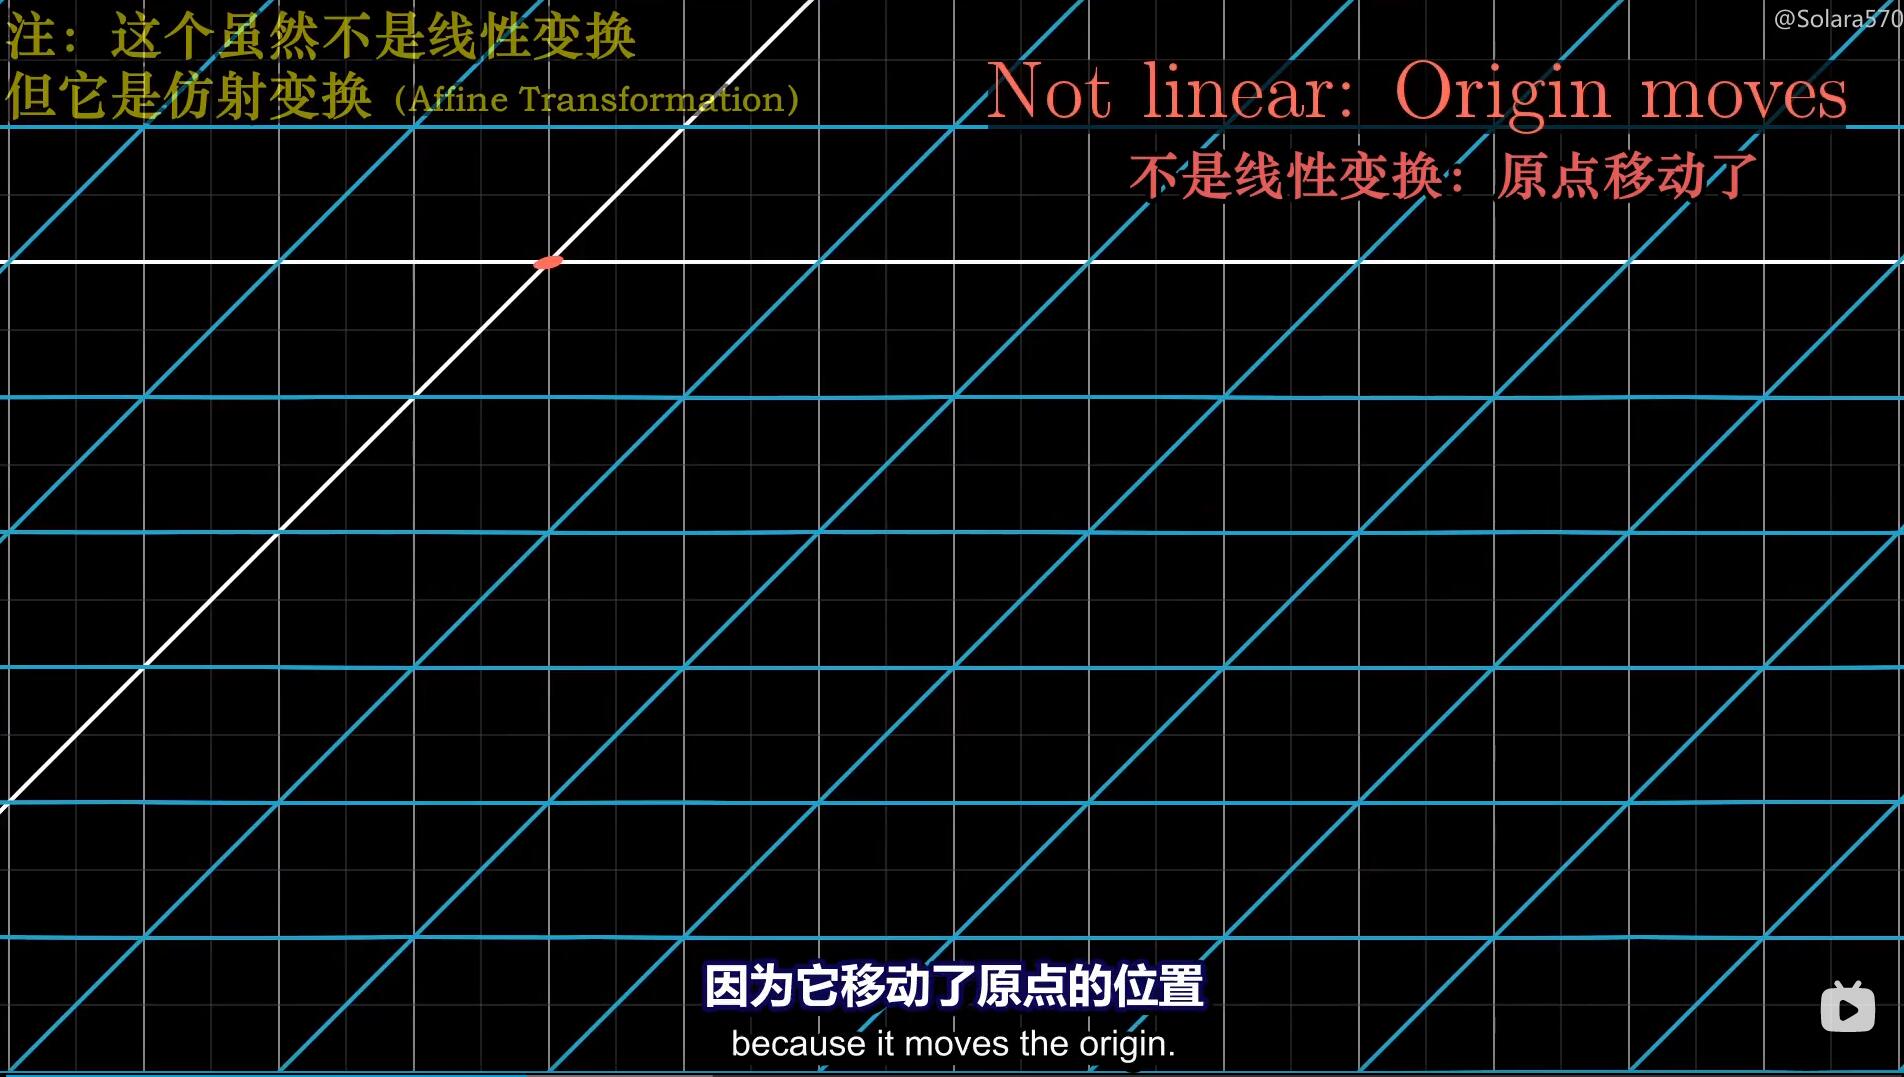 注：这个虽然不是线性变换
但它是仿射变换（Affine Transformation）
@Solara570
Not linear: Origin moves
不是线性变换：原点移动了
因为它移动了原点的位置
because it moves the origin.